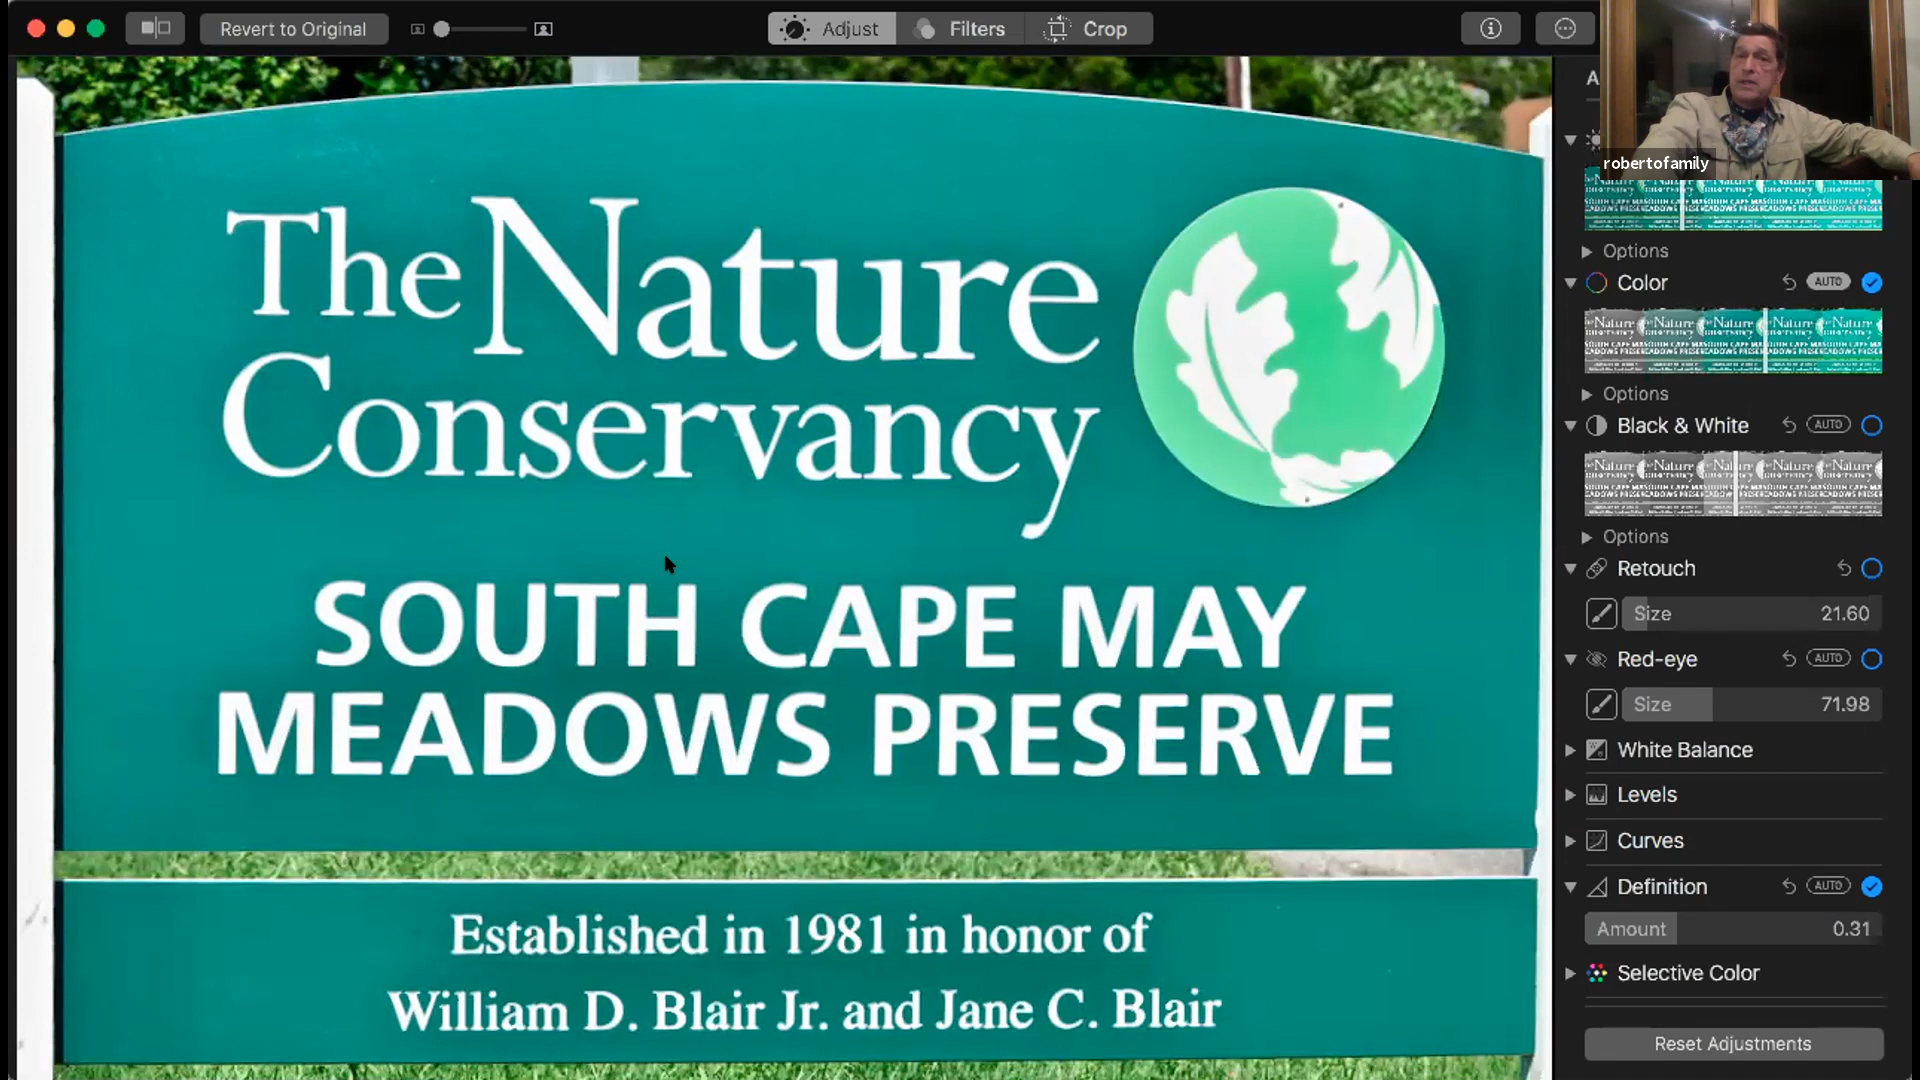 Revert to Original
Adjust
Filters
Crop
robertofamily
The Nature
Conservancy
SOUTH CAPE MAY
MEADOWS PRESERVE
Established in 1981 in honor of
William D. Blair Jr. and Jane C. Blair
Options
Color AUTO
Options
Black & White AUTO
Options
Retouch
Size 21.60
Red-eye AUTO
Size 71.98
White Balance
Levels
Curves
Definition AUTO
Amount 0.31
Selective Color
Reset Adjustments